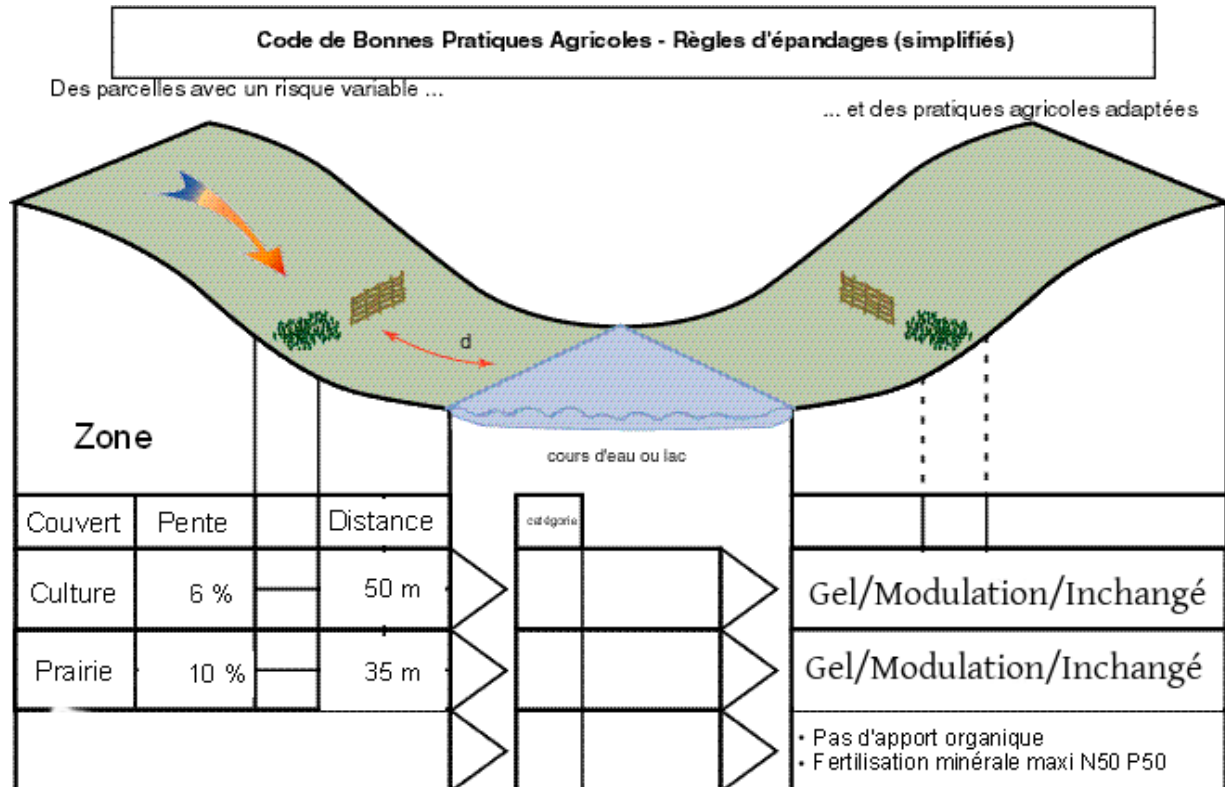 Code de Bonnes Pratiques Agricoles - Règles d'épandages (simplifiés)
Des parcelles avec un risque variable ...
... et des pratiques agricoles adaptées
d
cours d'eau ou lac
Zone
Couvert Pente Distance catégorie
Culture 6 % 50 m Gel/Modulation/Inchangé
Prairie 10 % 35 m Gel/Modulation/Inchangé
• Pas d'apport organique
• Fertilisation minérale maxi N50 P50